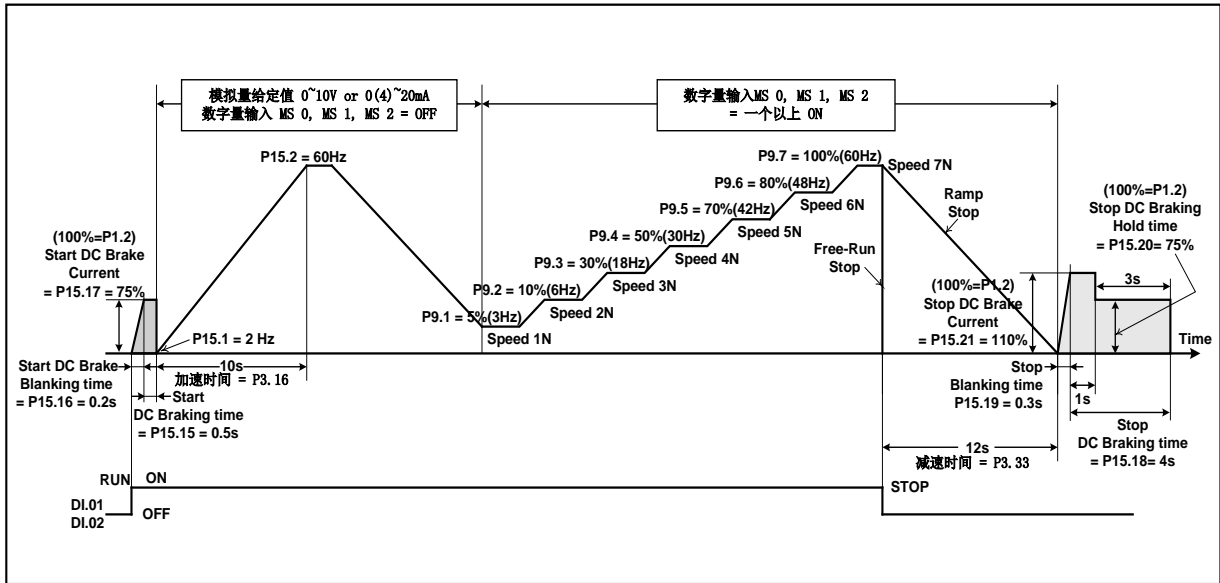 模拟量给定值 0~10V or 0(4)~20mA
数字量输入 MS 0, MS 1, MS 2 = OFF
数字量输入MS 0, MS 1, MS 2
= 一个以上 ON
P15.2 = 60Hz
P9.7 = 100%(60Hz)
Speed 7N
P9.6 = 80%(48Hz)
Speed 6N
P9.5 = 70%(42Hz)
Speed 5N
P9.4 = 50%(30Hz)
Speed 4N
P9.3 = 30%(18Hz)
Speed 3N
P9.2 = 10%(6Hz)
Speed 2N
P9.1 = 5%(3Hz)
Speed 1N
Ramp
Stop
Free-Run
Stop
(100%=P1.2)
Start DC Brake
Current
= P15.17 = 75%
P15.1 = 2 Hz
(100%=P1.2)
Stop DC Brake
Current
= P15.21 = 110%
(100%=P1.2)
Stop DC Braking
Hold time
= P15.20= 75%
3s
Time
Start DC Brake
Blanking time
= P15.16 = 0.2s
10s
加速时间 = P3.16
Start
DC Braking time
= P15.15 = 0.5s
Stop
Blanking time
P15.19 = 0.3s
1s
Stop
DC Braking time
= P15.18= 4s
12s
减速时间 = P3.33
RUN
ON
STOP
DI.01
DI.02
OFF